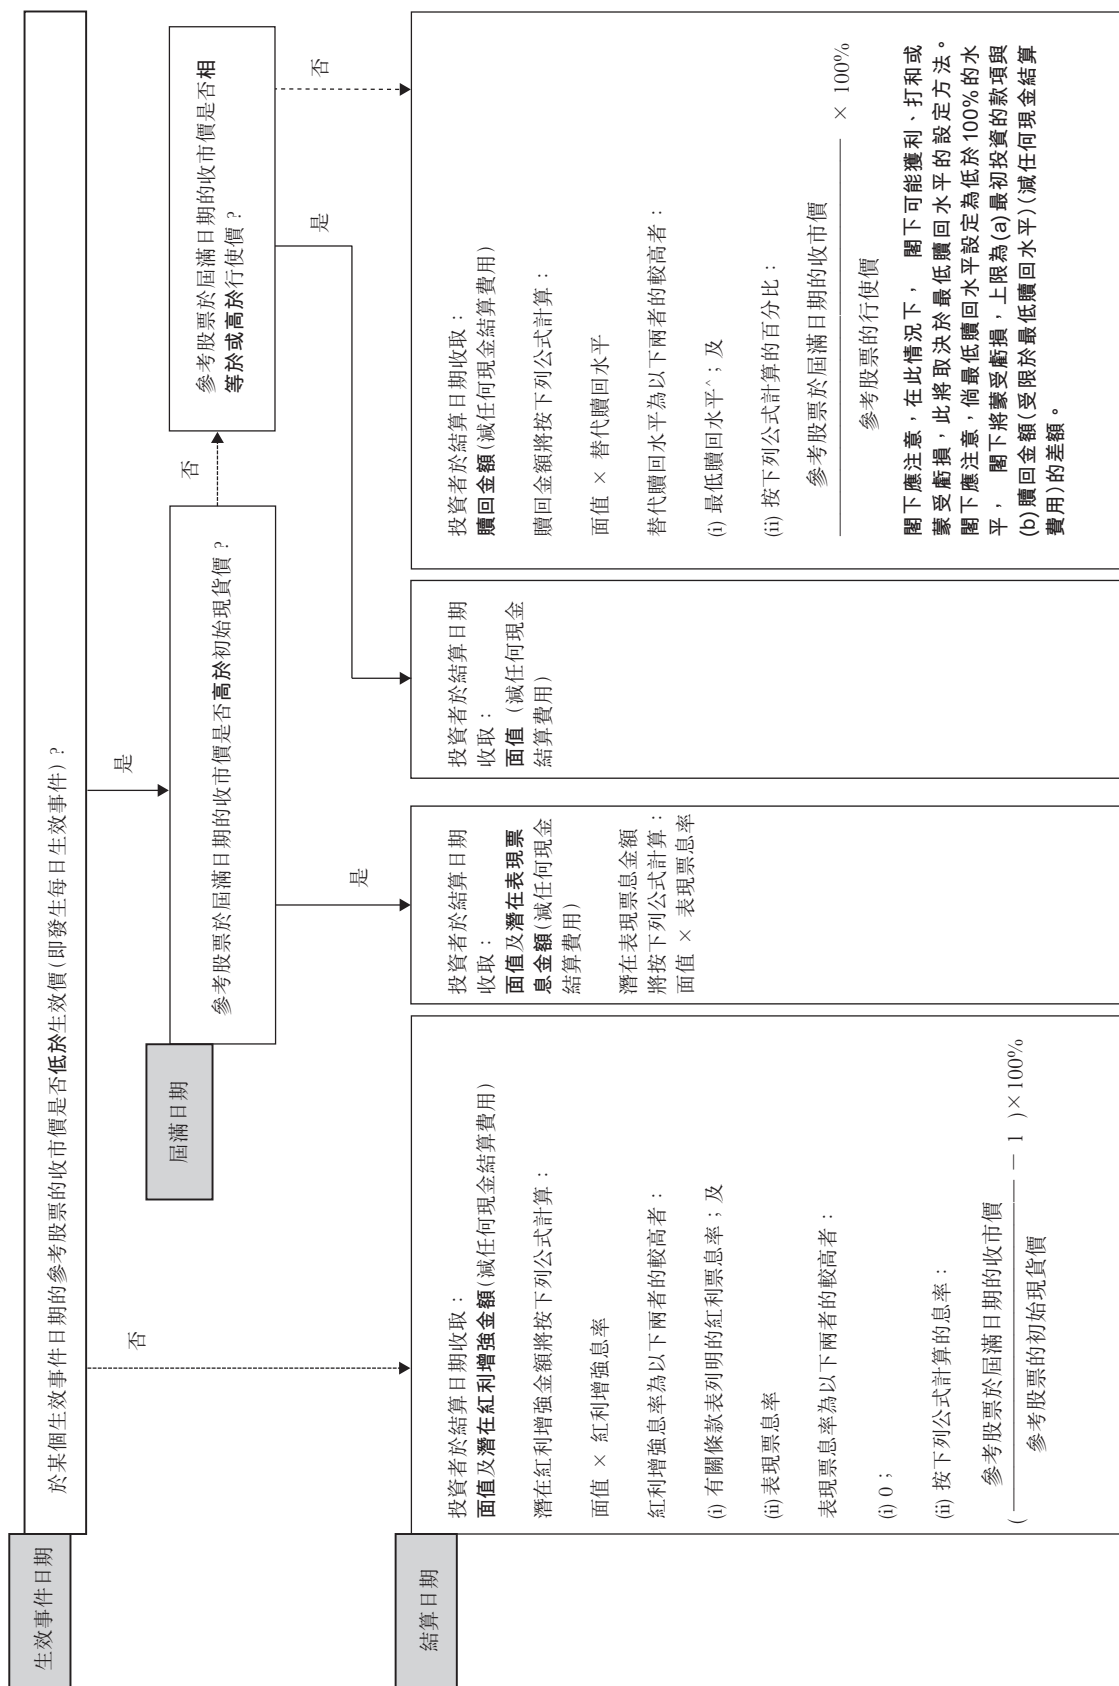 生效事件日期
於某個生效事件日期的參考股票的收市價是否低於生效價(即發生每日生效事件)?
否
是
屆滿日期
參考股票於屆滿日期的收市價是否高於初始現貨價?
是
否
參考股票於屆滿日期的收市價是否相
等於或高於行使價?
是
否
結算日期
投資者於結算日期收取:
面值及潛在紅利增強金額(減任何現金結算費用)
潛在紅利增強金額將按下列公式計算:
面值 × 紅利增強息率
紅利增強息率為以下兩者的較高者:
(i) 有關條款表列明的紅利票息率;及
(ii) 表現票息率
表現票息率為以下兩者的較高者:
(i) 0;
(ii) 按下列公式計算的息率:
參考股票於屆滿日期的收市價
( — 1 )×100%
參考股票的初始現貨價
投資者於結算日期
收取:
面值及潛在表現票
息金額(減任何現金
結算費用)
潛在表現票息金額
將按下列公式計算:
面值 × 表現票息率
投資者於結算日期
收取:
面值 (減任何現金
結算費用)
投資者於結算日期收取:
贖回金額(減任何現金結算費用)
贖回金額將按下列公式計算:
面值 × 替代贖回水平
替代贖回水平為以下兩者的較高者:
(i) 最低贖回水平^;及
(ii) 按下列公式計算的百分比:
參考股票於屆滿日期的收市價
× 100%
參考股票的行使價
閣下應注意,在此情況下, 閣下可能獲利、打和或
蒙受虧損,此將取決於最低贖回水平的設定方法。
閣下應注意,倘最低贖回水平設定為低於100%的水
平, 閣下將蒙受虧損,上限為(a)最初投資的款項與
(b)贖回金額(受限於最低贖回水平)(減任何現金結算
費用)的差額。